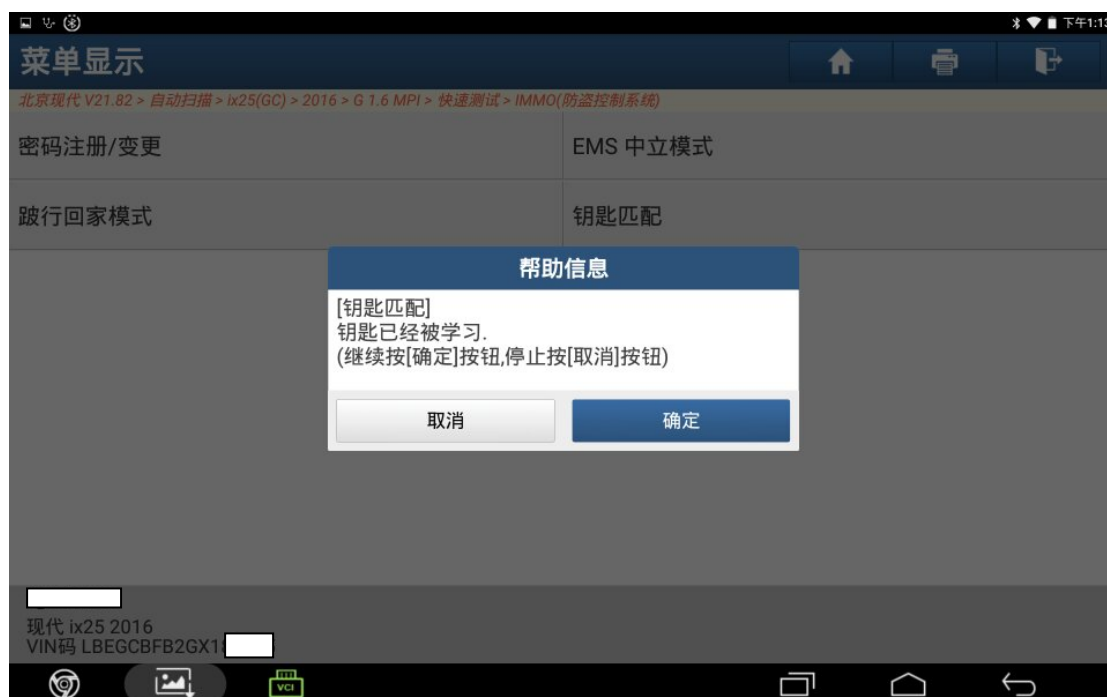 下午1:13
菜单显示
北京现代 V21.82 > 自动扫描 > ix25(GC) > 2016 > G 1.6 MPI > 快速测试 > IMMO(防盗控制系统)
密码注册/变更
EMS 中立模式
跛行回家模式
钥匙匹配
帮助信息
[钥匙匹配]
钥匙已经被学习.
(继续按[确定]按钮,停止按[取消]按钮)
取消
确定
现代 ix25 2016
VIN码 LBEGCBFB2GX1
VCI